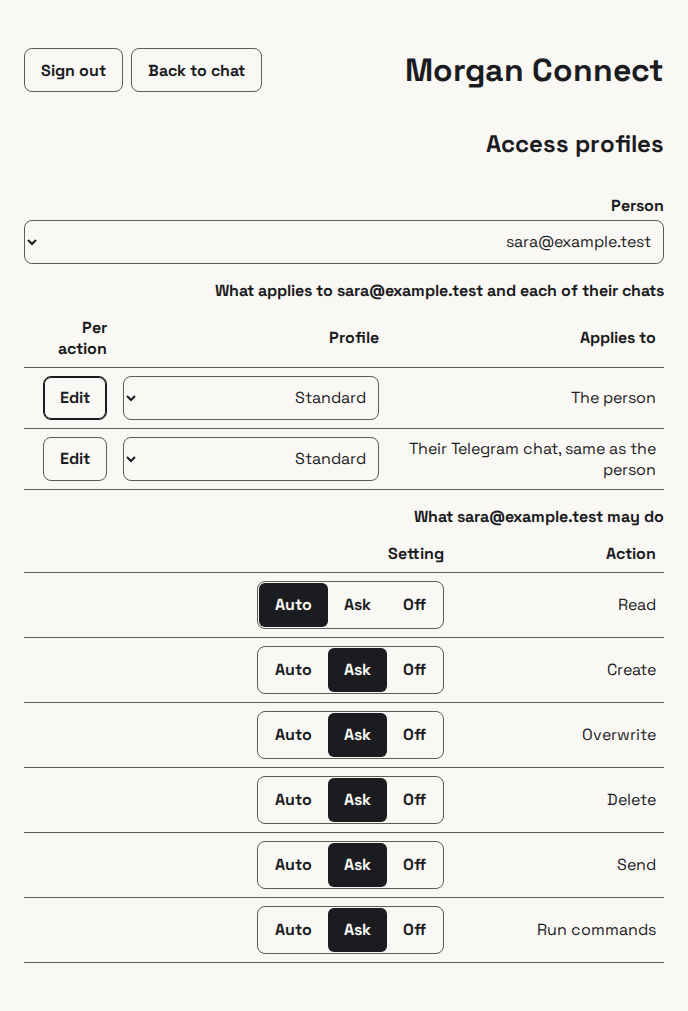 Morgan Connect
Back to chat
Sign out
Access profiles
Person
sara@example.test
What applies to sara@example.test and each of their chats
Applies to
Profile
Per
action
The person
Standard
Edit
Their Telegram chat, same as the
person
Standard
Edit
What sara@example.test may do
Action
Setting
Read
Auto Ask Off
Create
Auto Ask Off
Overwrite
Auto Ask Off
Delete
Auto Ask Off
Send
Auto Ask Off
Run commands
Auto Ask Off